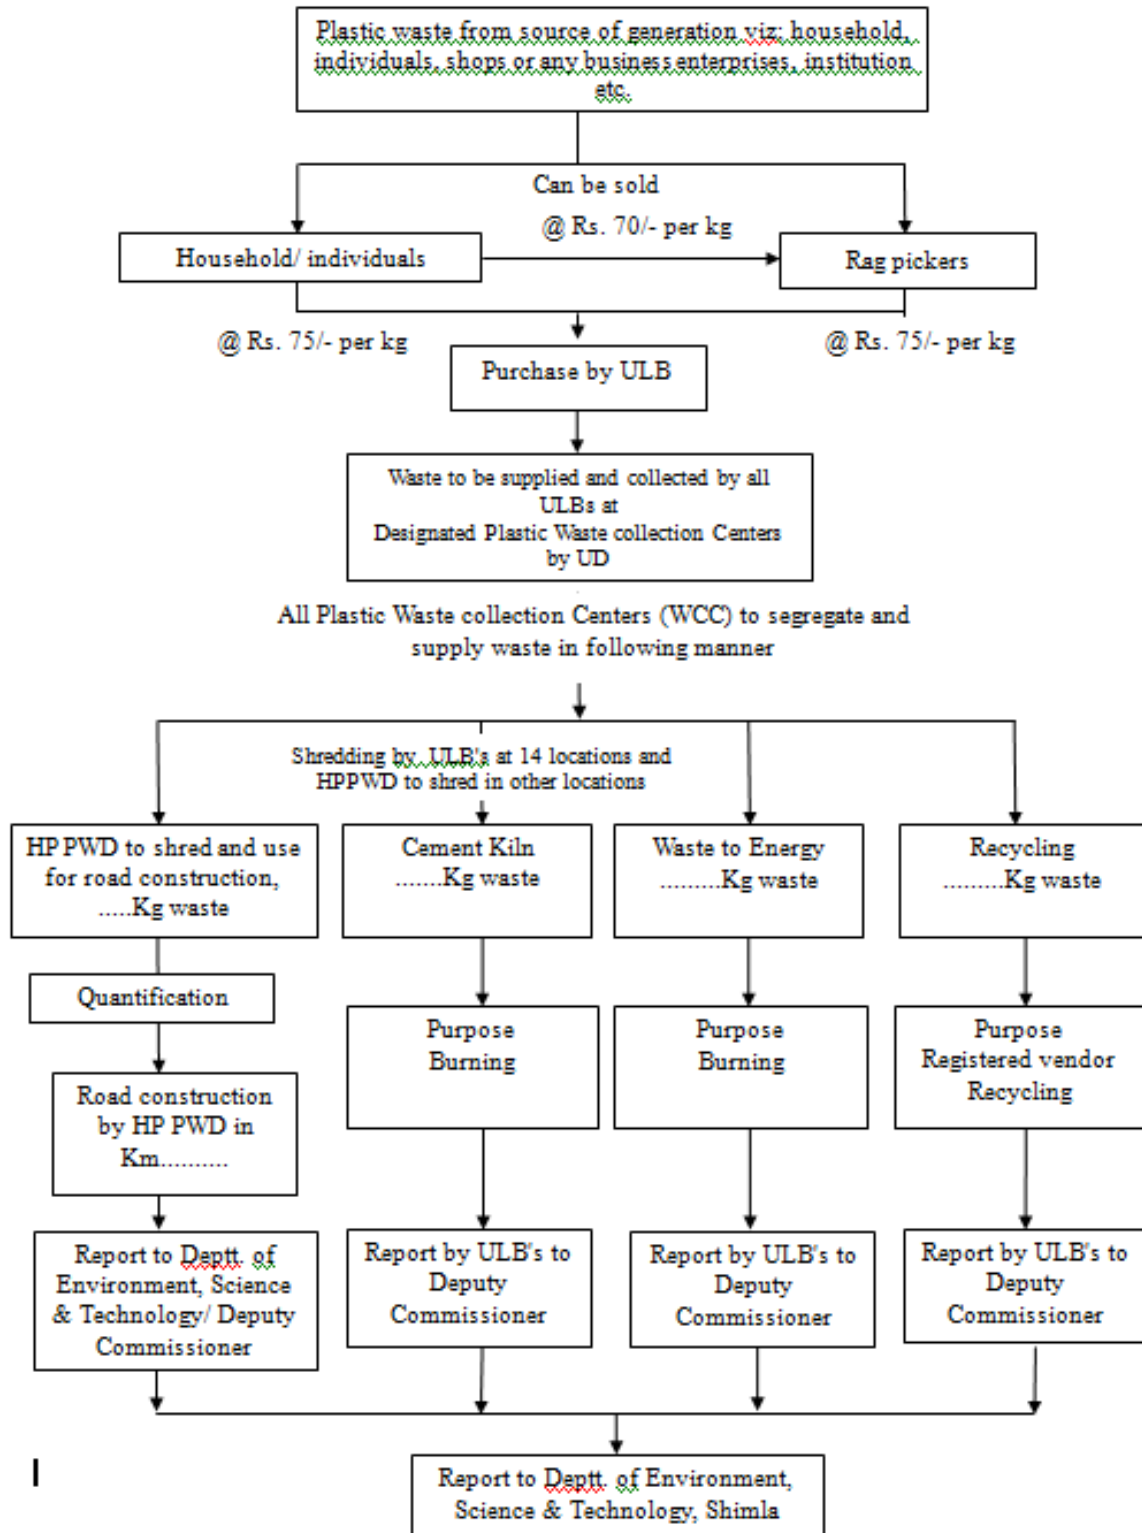 Plastic waste from source of generation viz: household,
individuals, shops or any business enterprises, institution
etc.
Can be sold
@ Rs. 70/- per kg
Household/ individuals
Rag pickers
@ Rs. 75/- per kg
@ Rs. 75/- per kg
Purchase by ULB
Waste to be supplied and collected by all
ULBs at
Designated Plastic Waste collection Centers
by UD
All Plastic Waste collection Centers (WCC) to segregate and
supply waste in following manner
Shredding by ULB's at 14 locations and
HPPWD to shred in other locations
HP PWD to shred and use
for road construction,
.....Kg waste
Cement Kiln
.......Kg waste
Waste to Energy
.........Kg waste
Recycling
.........Kg waste
Quantification
Purpose
Burning
Purpose
Burning
Purpose
Registered vendor
Recycling
Road construction
by HP PWD in
Km..........
Report to Deptt. of
Environment, Science
& Technology/ Deputy
Commissioner
Report by ULB's to
Deputy
Commissioner
Report by ULB's to
Deputy
Commissioner
Report by ULB's to
Deputy
Commissioner
Report to Deptt. of Environment,
Science & Technology, Shimla